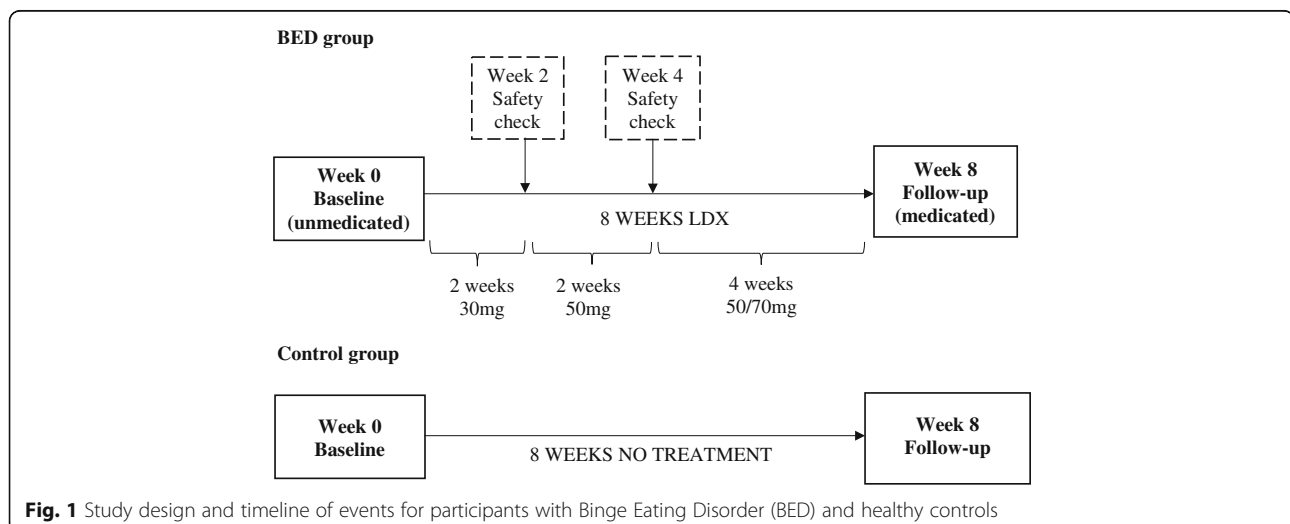 BED group
Week 2
Safety
check
Week 4
Safety
check
Week 0
Baseline
(unmedicated)
8 WEEKS LDX
Week 8
Follow-up
(medicated)
2 weeks
30mg
2 weeks
50mg
4 weeks
50/70mg
Control group
Week 0
Baseline
8 WEEKS NO TREATMENT
Week 8
Follow-up
Fig. 1 Study design and timeline of events for participants with Binge Eating Disorder (BED) and healthy controls